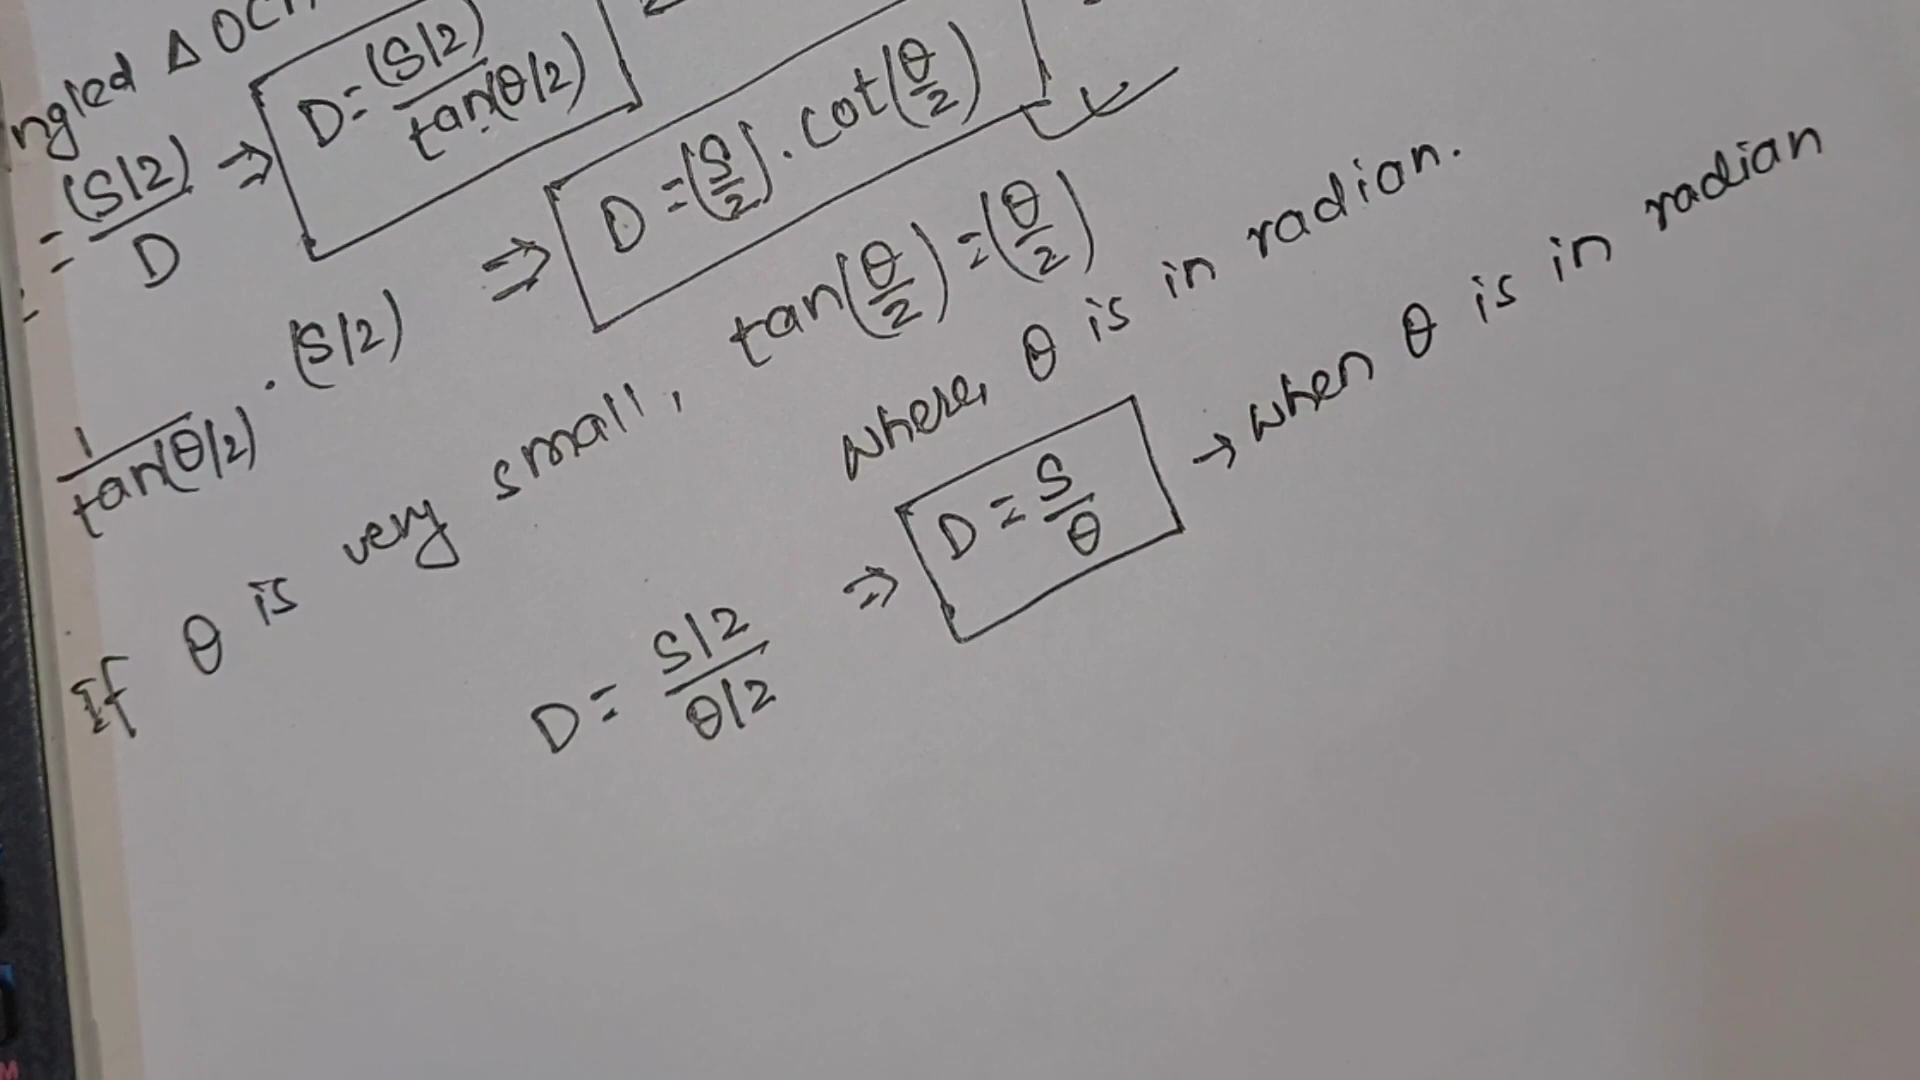 ngled Δ OC
= (S/2) / D ⇒ D = (S/2) / tan(θ/2)
1 / tan(θ/2) . (S/2) ⇒ D = (S/2) . cot(θ/2)
If θ is very small, tan(θ/2) = (θ/2)
where, θ is in radian.
D = S/2 / θ/2 ⇒ D = S/θ → when θ is in radian